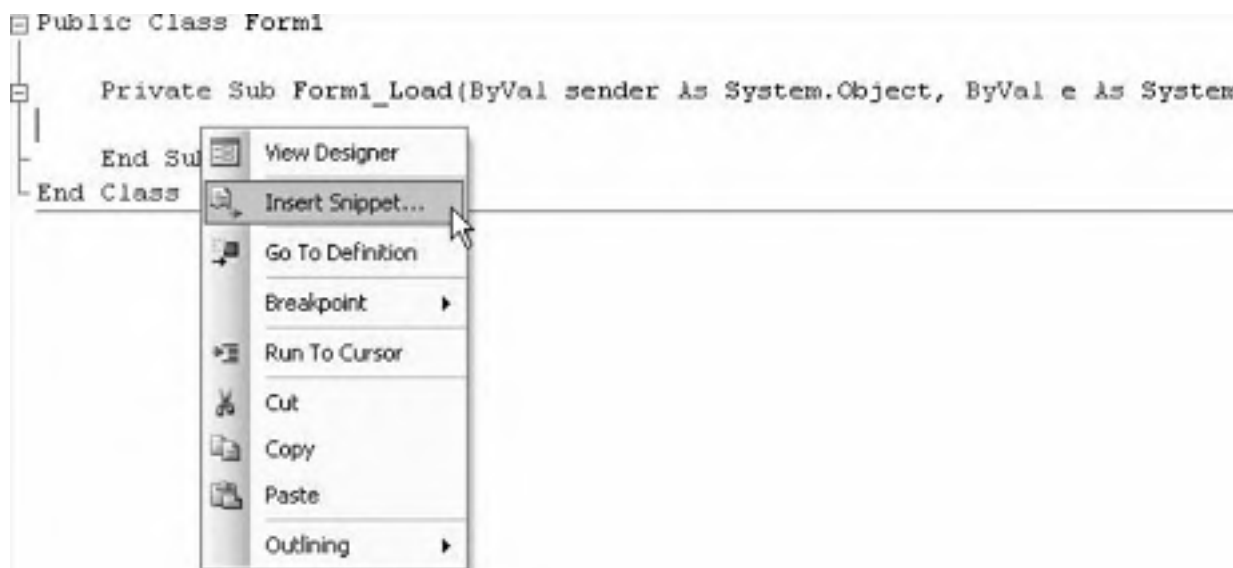 Public Class Form1
Private Sub Form1_Load(ByVal sender As System.Object, ByVal e As System
End Su
End Class
View Designer
Insert Snippet...
Go To Definition
Breakpoint
Run To Cursor
Cut
Copy
Paste
Outlining